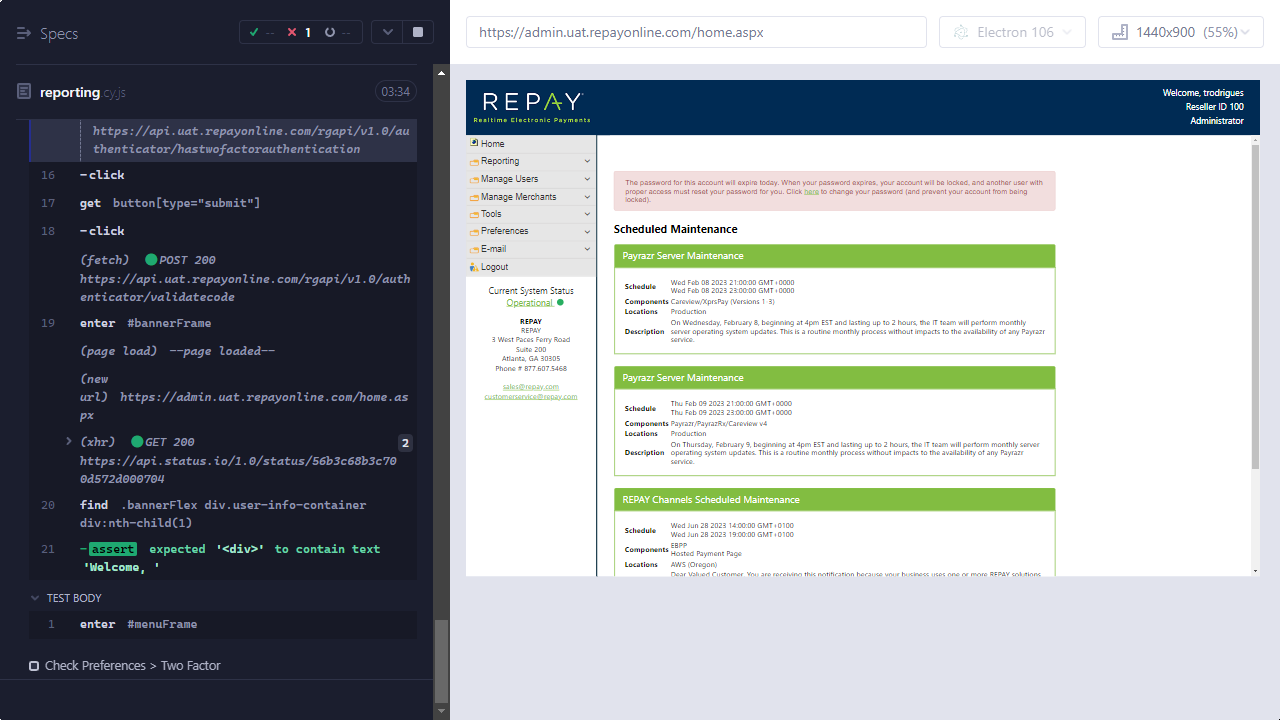 Specs
-- 1 --
https://admin.uat.repayonline.com/home.aspx
Electron 106
1440x900 (55%)
reporting.cy.js
03:34
https://api.uat.repayonline.com/rgapi/v1.0/au
thenticator/hastwofactorauthentication
16 -click
17 get button[type="submit"]
18 -click
(fetch) POST 200
https://api.uat.repayonline.com/rgapi/v1.0/auth
enticator/validatecode
19 enter #bannerFrame
(page load) --page loaded--
(new
url) https://admin.uat.repayonline.com/home.as
px
(xhr) GET 200
2
https://api.status.io/1.0/status/56b3c68b3c70
0d572d000704
20 find .bannerFlex div.user-info-container
div:nth-child(1)
21 -assert expected '<div>' to contain text
'Welcome, '
TEST BODY
1 enter #menuFrame
Check Preferences > Two Factor
REPAY
Realtime Electronic Payments
Welcome, trodrigues
Reseller ID 100
Administrator
Home
Reporting
Manage Users
Manage Merchants
Tools
Preferences
E-mail
Logout
Current System Status
Operational
REPAY
REPAY
3 West Paces Ferry Road
Suite 200
Atlanta, GA 30305
Phone # 877.607.5468
sales@repay.com
customerservice@repay.com
The password for this account will expire today. When your password expires, your account will be locked, and another user with
proper access must reset your password for you. Click here to change your password (and prevent your account from being
locked).
Scheduled Maintenance
Payrazr Server Maintenance
Schedule
Wed Feb 08 2023 21:00:00 GMT+0000
Wed Feb 08 2023 23:00:00 GMT+0000
Components Careview/XprsPay (Versions 1-3)
Locations Production
Description
On Wednesday, February 8, beginning at 4pm EST and lasting up to 2 hours, the IT team will perform monthly
server operating system updates. This is a routine monthly process without impacts to the availability of any Payrazr
service.
Payrazr Server Maintenance
Schedule
Thu Feb 09 2023 21:00:00 GMT+0000
Thu Feb 09 2023 23:00:00 GMT+0000
Components Payrazr/PayrazRx/Careview v4
Locations Production
Description
On Thursday, February 9, beginning at 4pm EST and lasting up to 2 hours, the IT team will perform monthly server
operating system updates. This is a routine monthly process without impacts to the availability of any Payrazr
service.
REPAY Channels Scheduled Maintenance
Schedule
Wed Jun 28 2023 14:00:00 GMT+0100
Wed Jun 28 2023 19:00:00 GMT+0100
Components
EBPP
Hosted Payment Page
Locations AWS (Oregon)
Dear Valued Customer, You are receiving this notification because your business uses one or more REPAY solutions